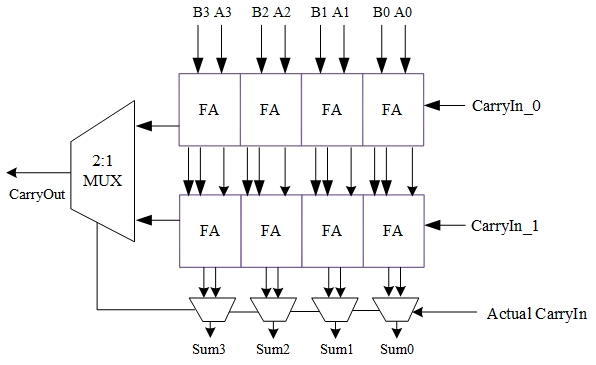 B3 A3 B2 A2 B1 A1 B0 A0
FA FA FA FA CarryIn_0
2:1
MUX
CarryOut
FA FA FA FA CarryIn_1
Actual CarryIn
Sum3 Sum2 Sum1 Sum0